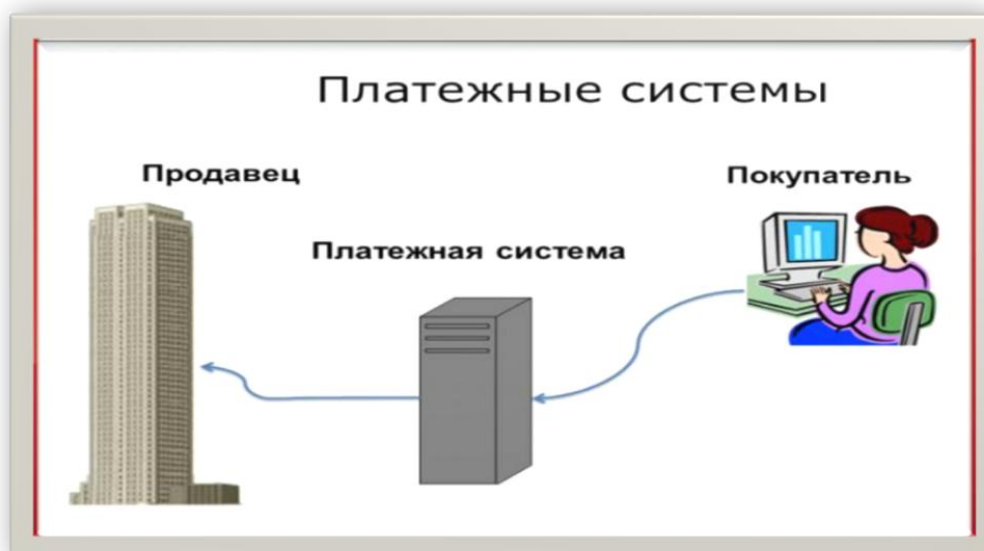 Платежные системы
Продавец
Покупатель
Платежная система